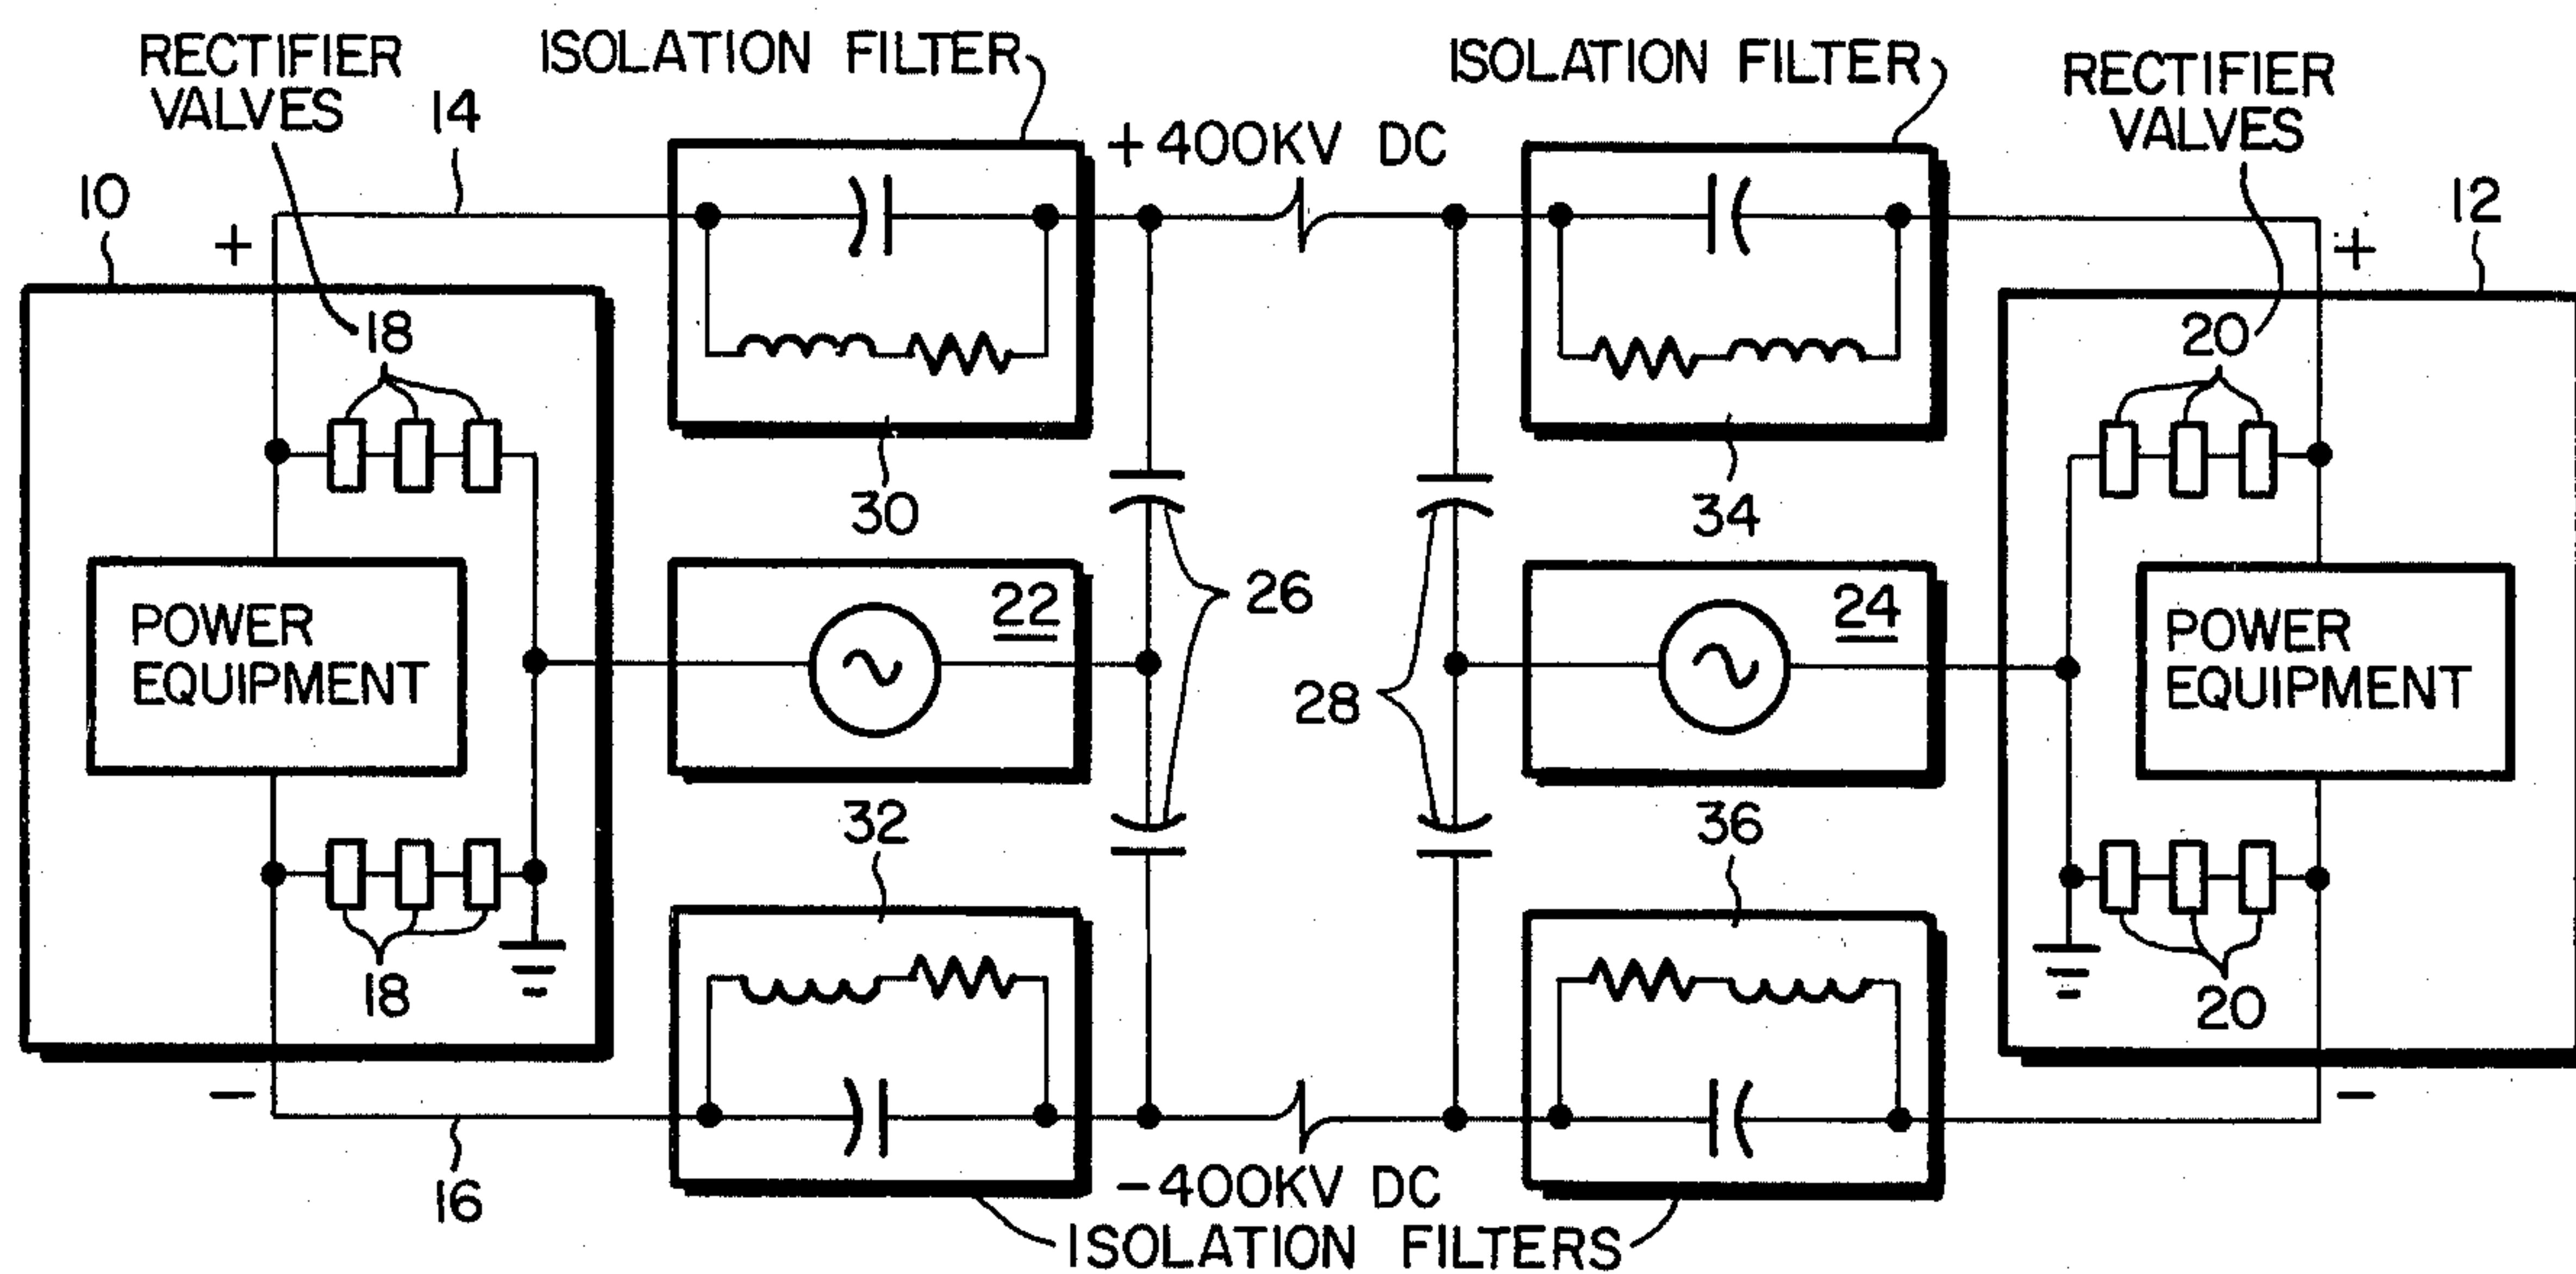 RECTIFIER
VALVES
ISOLATION FILTER
ISOLATION FILTER
RECTIFIER
VALVES
14
+400KV DC
10
12
+
+
18
20
30
34
POWER
EQUIPMENT
22
26
28
24
POWER
EQUIPMENT
32
36
18
20
−
−
16
−400KV DC
ISOLATION FILTERS